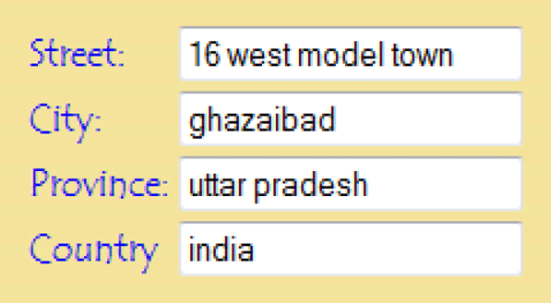 Street: 16 west model town
City: ghazaibad
Province: uttar pradesh
Country india